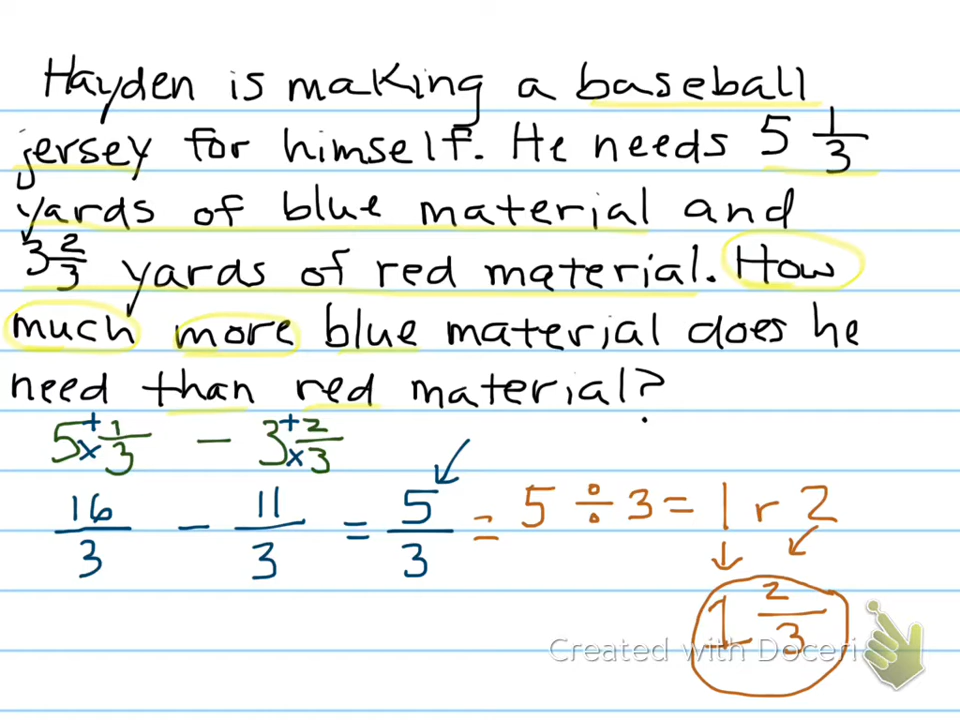 Hayden is making a baseball
jersey for himself. He needs 5 1/3
yards of blue material and
3 2/3 yards of red material. How
much more blue material does he
need than red material?
5 + x 1/3 - 3 + x 2/3
16/3 - 11/3 = 5/3 = 5 ÷ 3 = 1 r 2
1 2/3
Created with Doceri